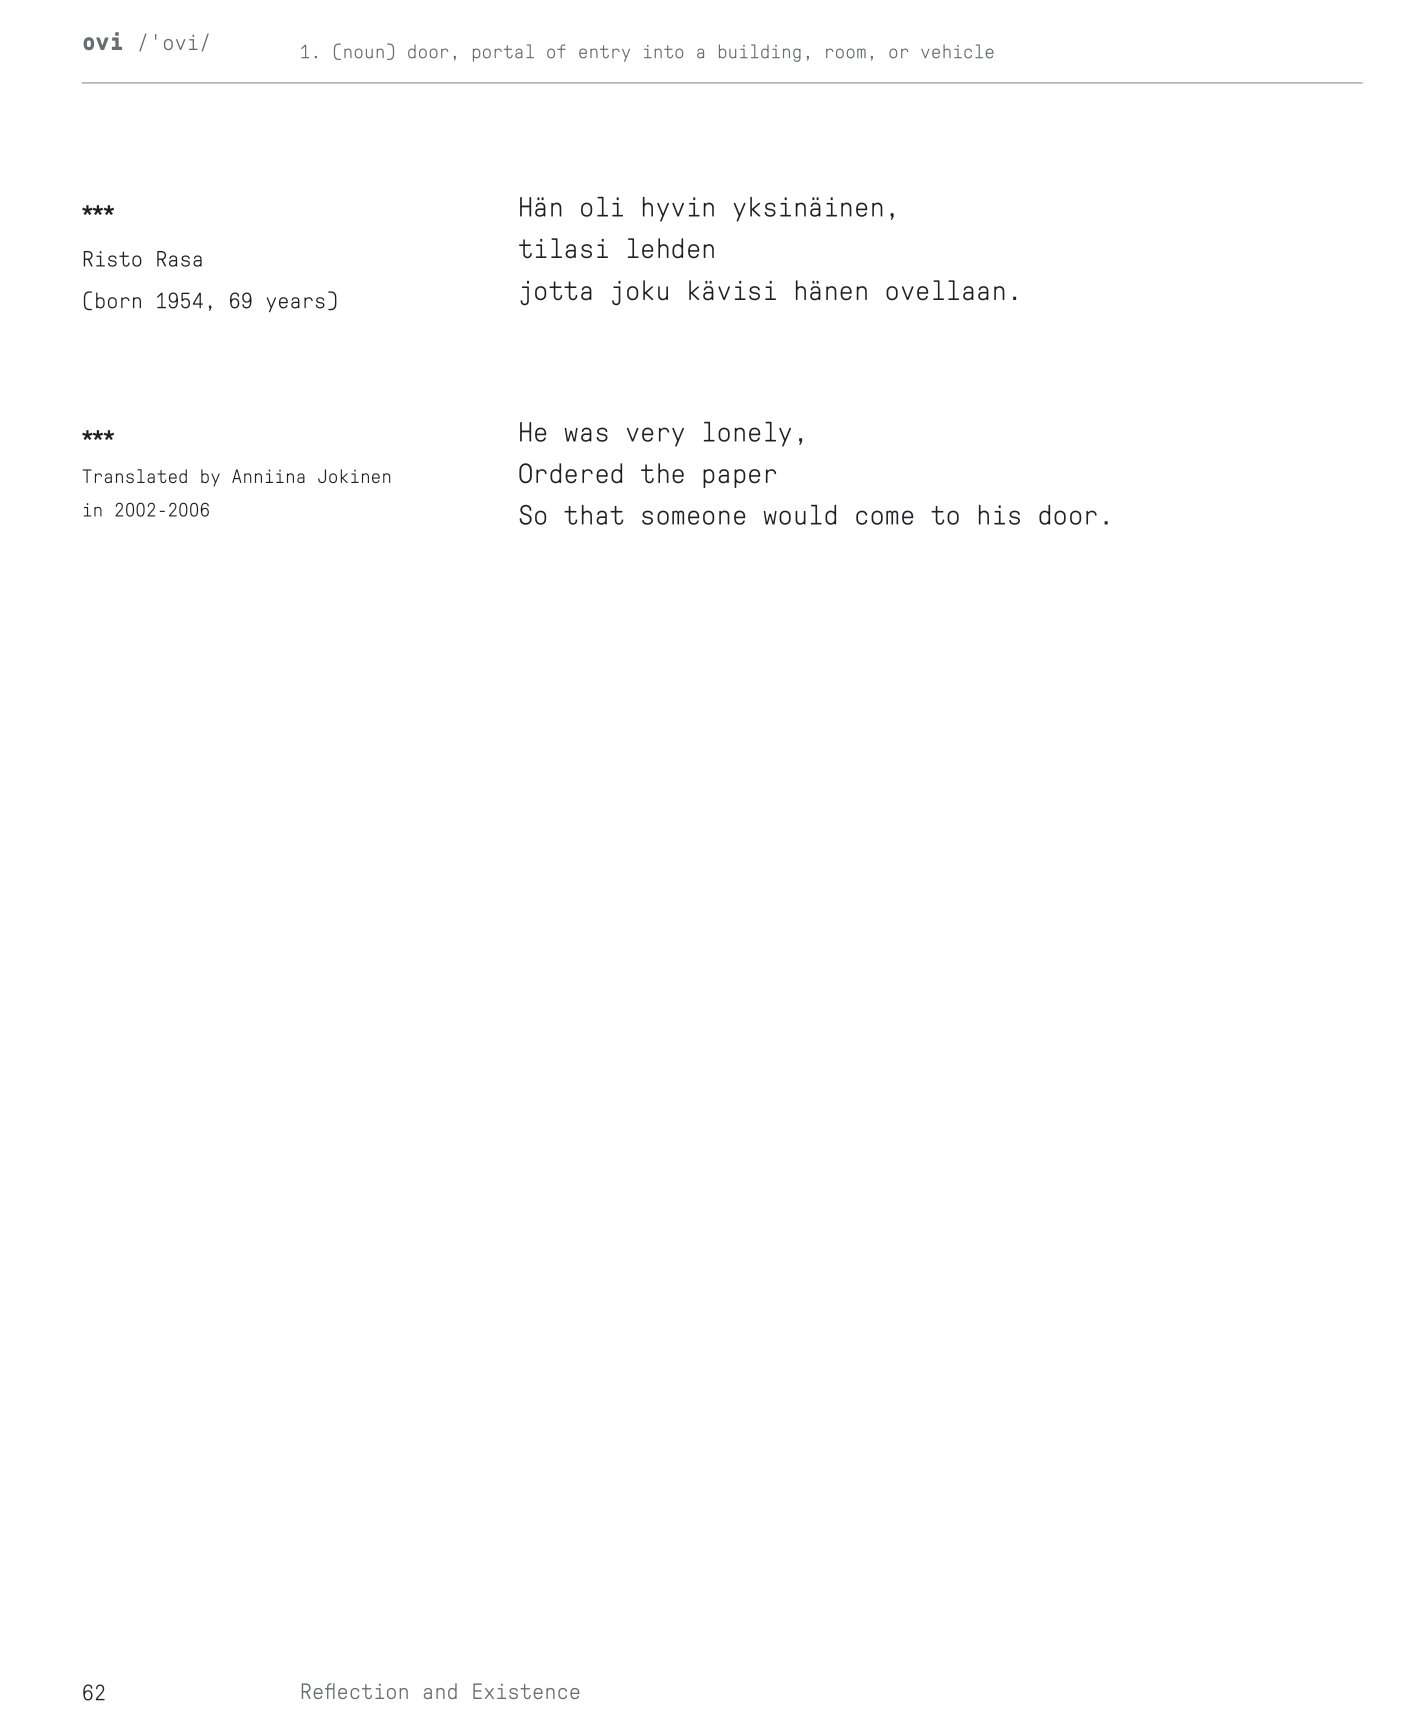 ovi /'ovi/
1. (noun) door, portal of entry into a building, room, or vehicle
***
Risto Rasa
(born 1954, 69 years)
Hän oli hyvin yksinäinen,
tilasi lehden
jotta joku kävisi hänen ovellaan.
***
Translated by Anniina Jokinen
in 2002-2006
He was very lonely,
Ordered the paper
So that someone would come to his door.
62
Reflection and Existence